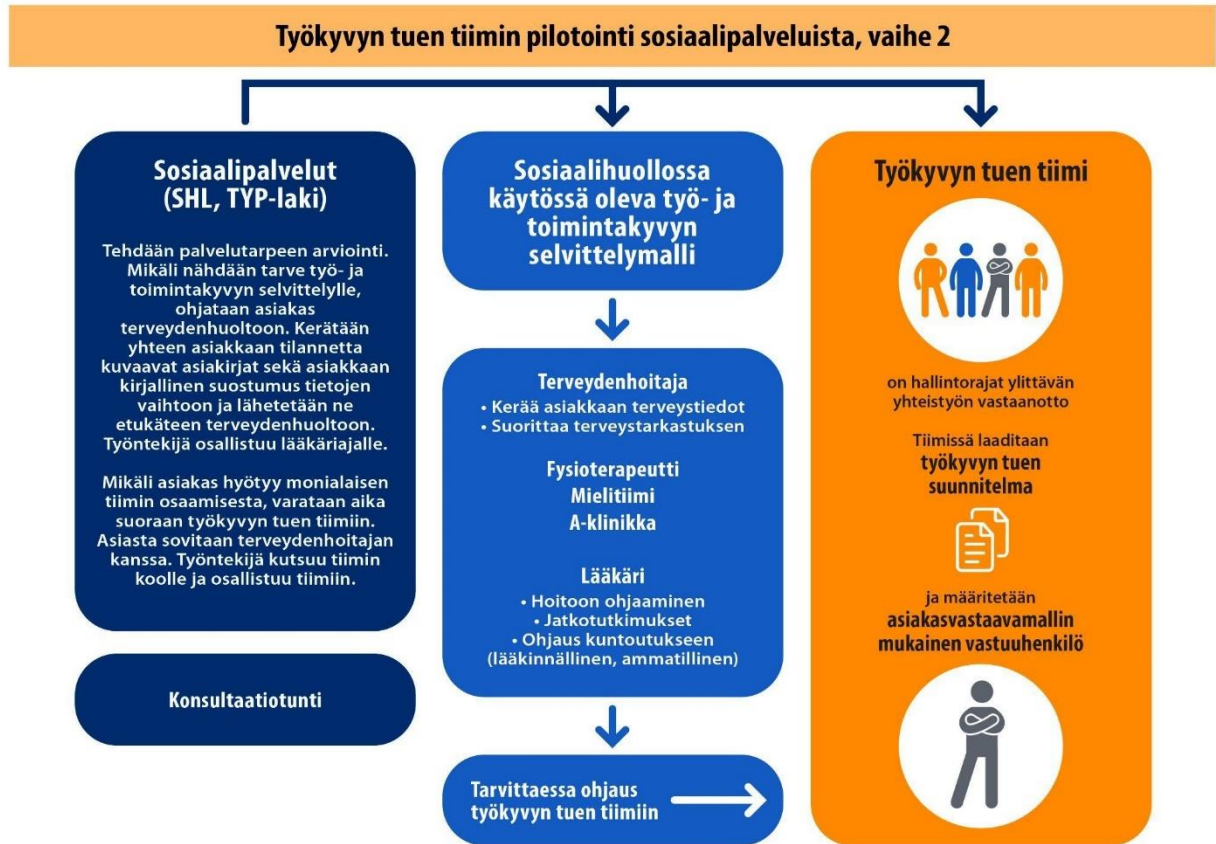 Työkyvyn tuen tiimin pilotointi sosiaalipalveluista, vaihe 2
Sosiaalipalvelut
(SHL, TYP-laki)
Tehdään palvelutarpeen arviointi.
Mikäli nähdään tarve työ- ja
toimintakyvyn selvittelylle,
ohjataan asiakas
terveydenhuoltoon. Kerätään
yhteen asiakkaan tilannetta
kuvaavat asiakirjat sekä asiakkaan
kirjallinen suostumus tietojen
vaihtoon ja lähetetään ne
etukäteen terveydenhuoltoon.
Työntekijä osallistuu lääkäriajalle.
Mikäli asiakas hyötyy monialaisen
tiimin osaamisesta, varataan aika
suoraan työkyvyn tuen tiimiin.
Asiasta sovitaan terveydenhoitajan
kanssa. Työntekijä kutsuu tiimin
koolle ja osallistuu tiimiin.
Konsultaatiotunti
Sosiaalihuollossa
käytössä oleva työ- ja
toimintakyvyn
selvittelymalli
Terveydenhoitaja
• Kerää asiakkaan terveystiedot
• Suorittaa terveystarkastuksen
Fysioterapeutti
Mielitiimi
A-klinikka
Lääkäri
• Hoitoon ohjaaminen
• Jatkotutkimukset
• Ohjaus kuntoutukseen
(lääkinnällinen, ammatillinen)
Tarvittaessa ohjaus
työkyvyn tuen tiimiin
Työkyvyn tuen tiimi
on hallintorajat ylittävän
yhteistyön vastaanotto
Tiimissä laaditaan
työkyvyn tuen
suunnitelma
ja määritetään
asiakasvastaavamallin
mukainen vastuuhenkilö